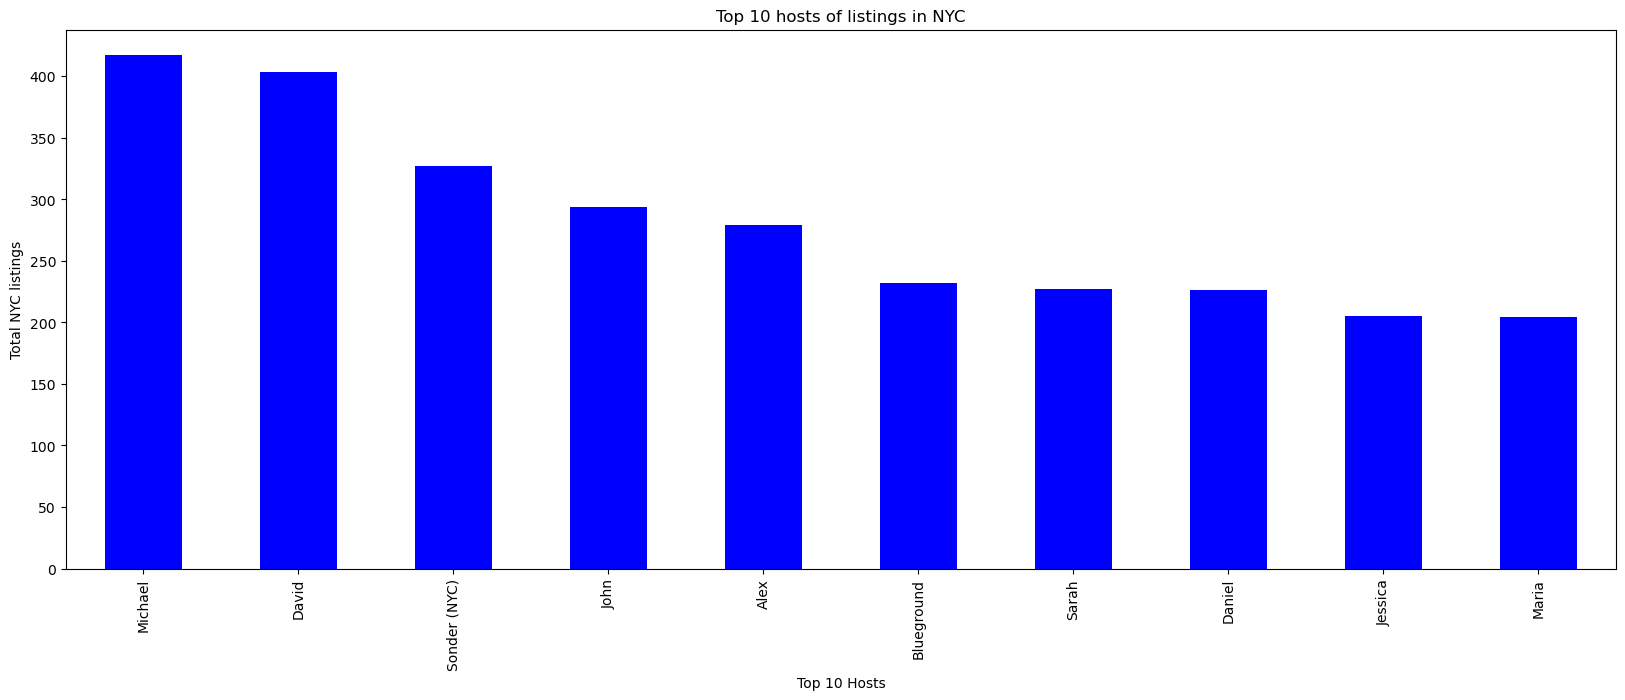 Top 10 hosts of listings in NYC
Total NYC listings
400
350
300
250
200
150
100
50
0
Michael
David
Sonder (NYC)
John
Alex
Blueground
Sarah
Daniel
Jessica
Maria
Top 10 Hosts